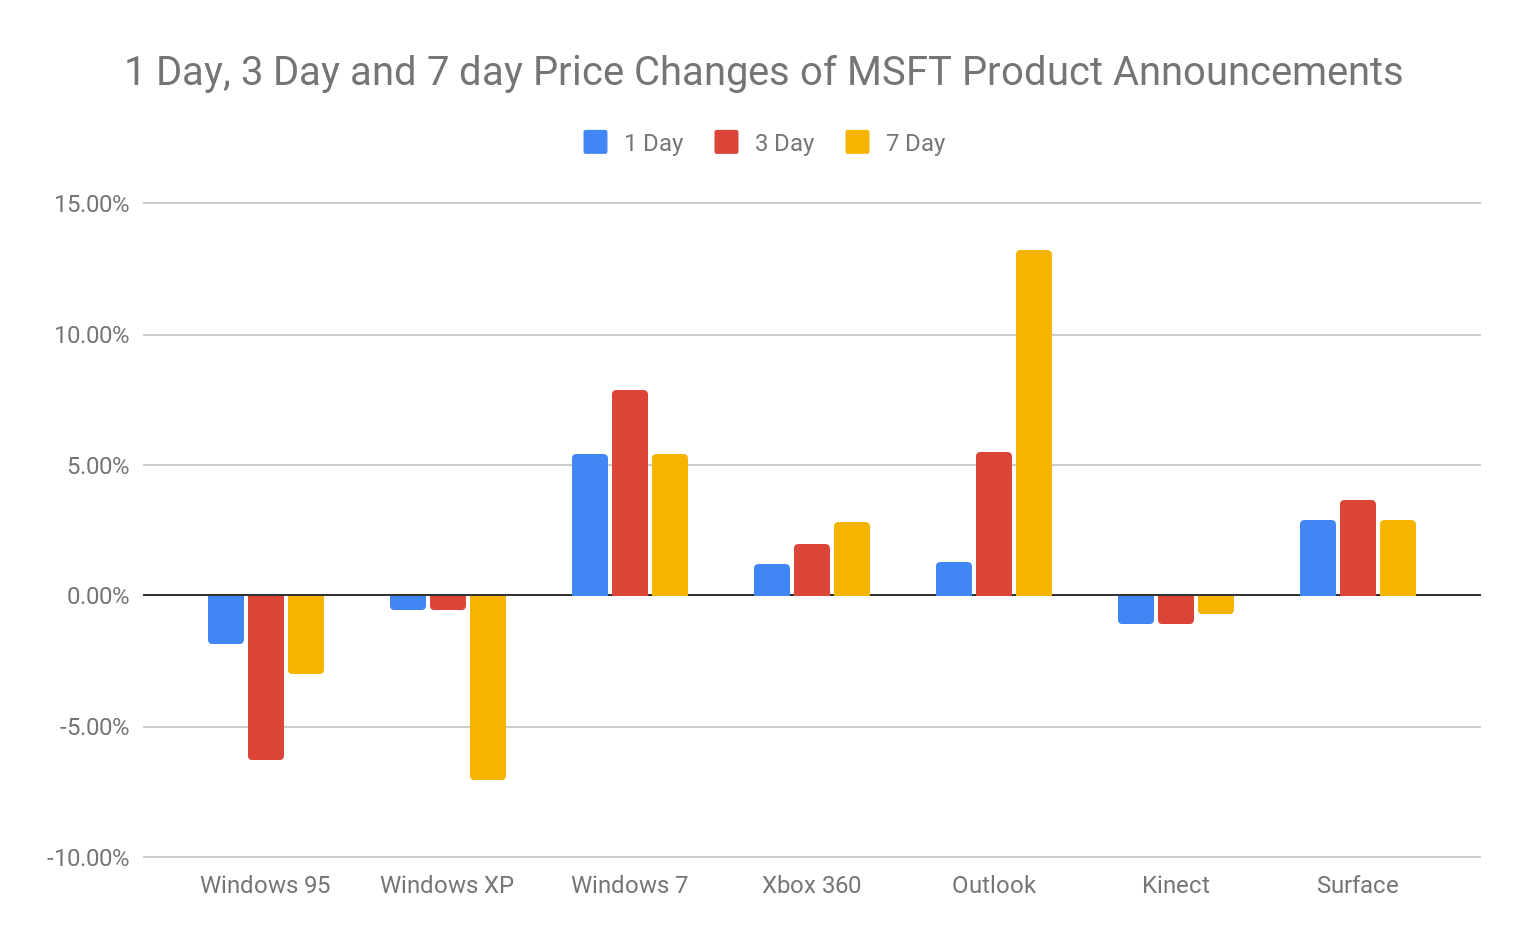 1 Day, 3 Day and 7 day Price Changes of MSFT Product Announcements
1 Day 3 Day 7 Day
15.00%
10.00%
5.00%
0.00%
-5.00%
-10.00%
Windows 95 Windows XP Windows 7 Xbox 360 Outlook Kinect Surface